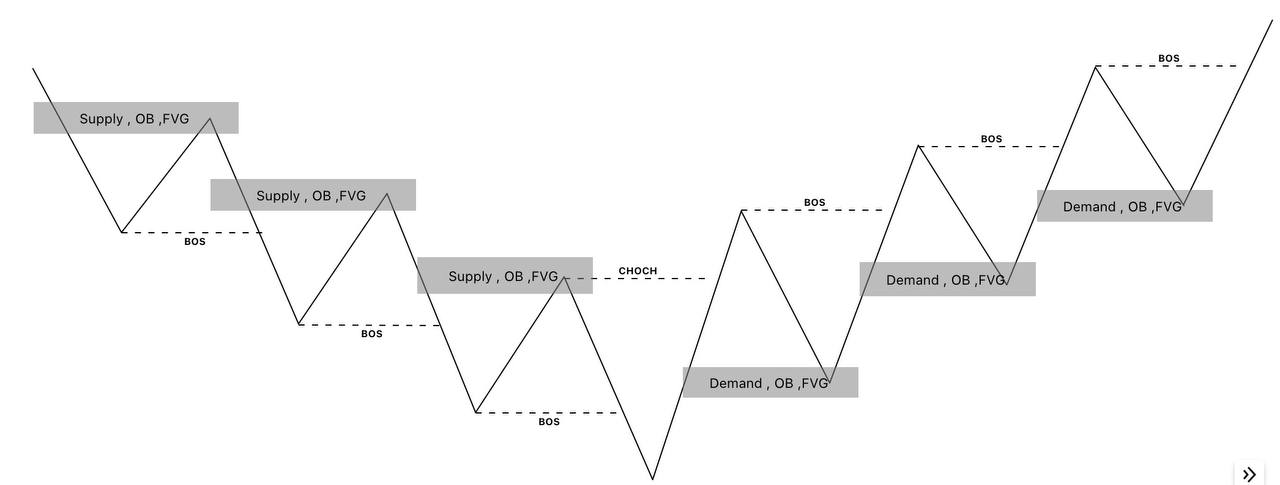 Supply , OB ,FVG
BOS
Supply , OB ,FVG
BOS
Supply , OB ,FVG
BOS
CHOCH
Demand , OB ,FVG
BOS
Demand , OB ,FVG
BOS
Demand , OB ,FVG
BOS